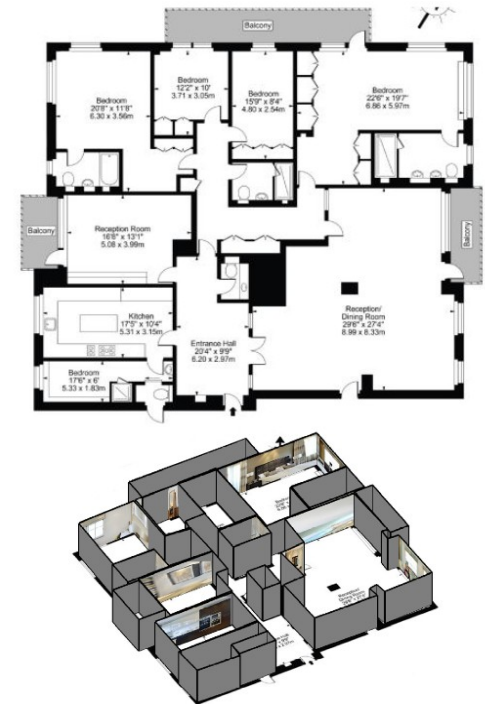 Balcony
Bedroom
20'8" x 11'8"
6.30 x 3.56m
Bedroom
12'2" x 10'
3.71 x 3.05m
Bedroom
15'9" x 8'4"
4.80 x 2.54m
Bedroom
22'6" x 19'7"
6.86 x 5.97m
Balcony
Reception Room
16'8" x 13'1"
5.08 x 3.99m
Balcony
Kitchen
17'5" x 10'4"
5.31 x 3.15m
Reception/
Dining Room
29'6" x 27'4"
8.99 x 8.33m
Entrance Hall
20'4" x 9'9"
6.20 x 2.97m
Bedroom
17'6" x 6'
5.33 x 1.83m
Reception/
Dining Room